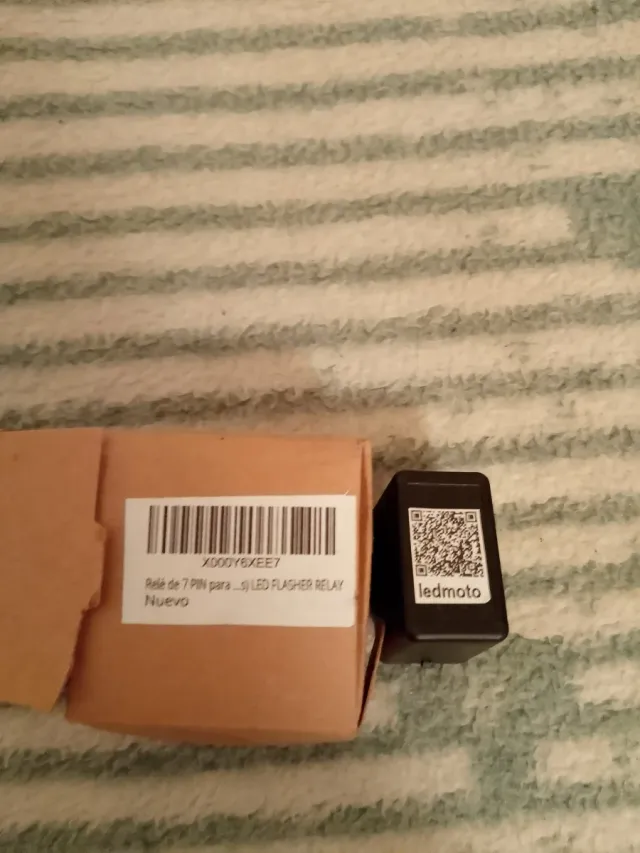 X000Y6XEE7
Relé de 7 PIN para ...s) LED FLASHER RELAY
Nuevo
ledmoto